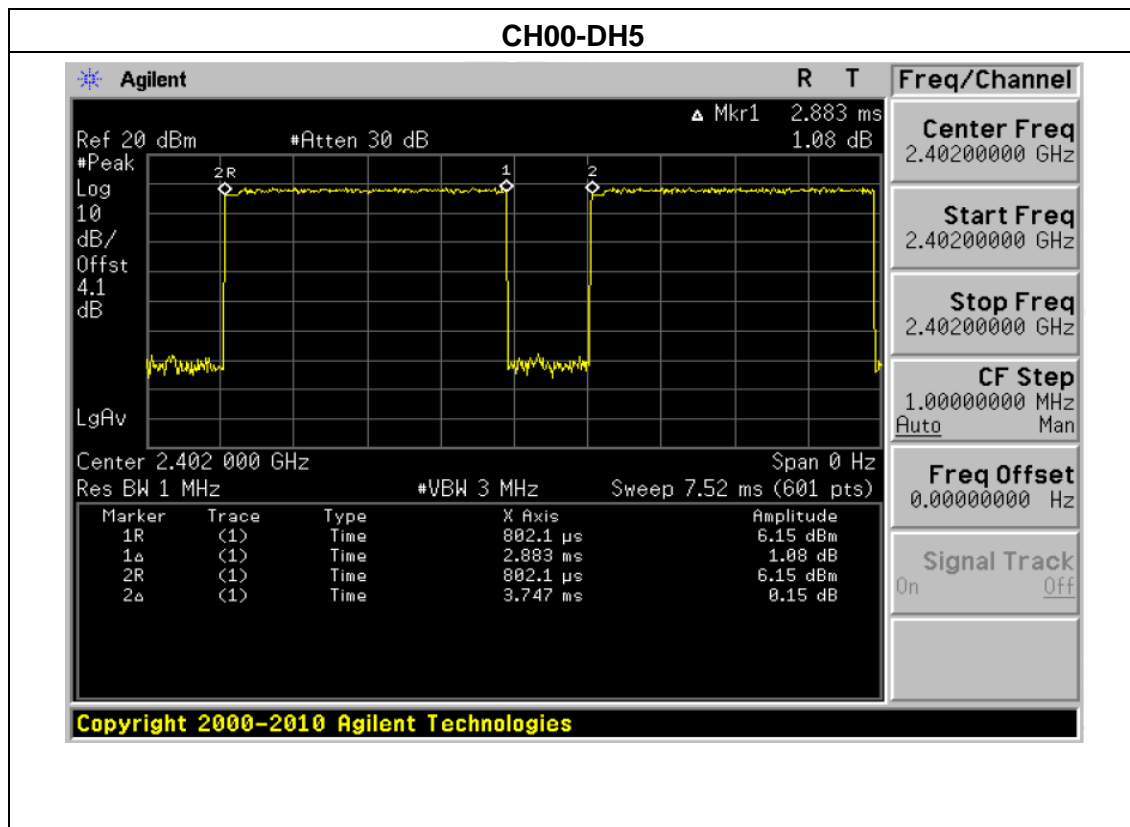 CH00-DH5
Agilent R T Freq/Channel
Δ Mkr1 2.883 ms
Ref 20 dBm #Atten 30 dB 1.08 dB
#Peak
Log
10
dB/
Offst
4.1
dB
2R 1 2
LgAv
Center 2.402 000 GHz Span 0 Hz
Res BW 1 MHz #VBW 3 MHz Sweep 7.52 ms (601 pts)
Marker Trace Type X Axis Amplitude
1R (1) Time 802.1 µs 6.15 dBm
1Δ (1) Time 2.883 ms 1.08 dB
2R (1) Time 802.1 µs 6.15 dBm
2Δ (1) Time 3.747 ms 0.15 dB
Center Freq
2.40200000 GHz
Start Freq
2.40200000 GHz
Stop Freq
2.40200000 GHz
CF Step
1.00000000 MHz
Auto Man
Freq Offset
0.00000000 Hz
Signal Track
On Off
Copyright 2000-2010 Agilent Technologies